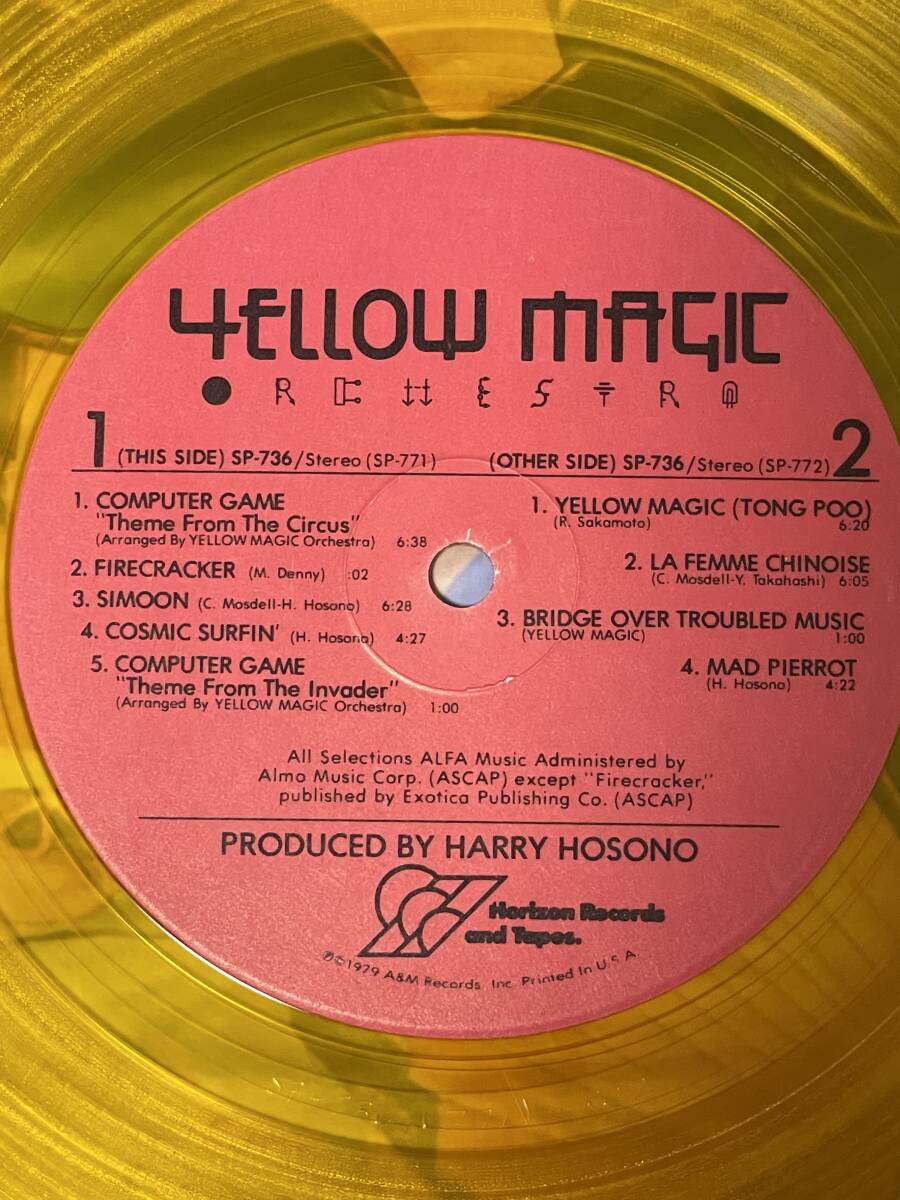 YELLOW MAGIC
ORCHESTRA
1 (THIS SIDE) SP-736/Stereo (SP-771)
1. COMPUTER GAME
"Theme From The Circus"
(Arranged By YELLOW MAGIC Orchestra) 6:38
2. FIRECRACKER (M. Denny) :02
3. SIMOON (C. Mosdell-H. Hosono) 6:28
4. COSMIC SURFIN' (H. Hosono) 4:27
5. COMPUTER GAME
"Theme From The Invader"
(Arranged By YELLOW MAGIC Orchestra) 1:00
(OTHER SIDE) SP-736/Stereo (SP-772) 2
1. YELLOW MAGIC (TONG POO)
(R. Sakamoto) 6:20
2. LA FEMME CHINOISE
(C. Mosdell-Y. Takahashi) 6:05
3. BRIDGE OVER TROUBLED MUSIC
(YELLOW MAGIC) 1:00
4. MAD PIERROT
(H. Hosono) 4:22
All Selections ALFA Music Administered by
Almo Music Corp. (ASCAP) except "Firecracker,"
published by Exotica Publishing Co. (ASCAP)
PRODUCED BY HARRY HOSONO
Horizon Records
and Tapes.
℗©1979 A&M Records, Inc. Printed In U.S.A.